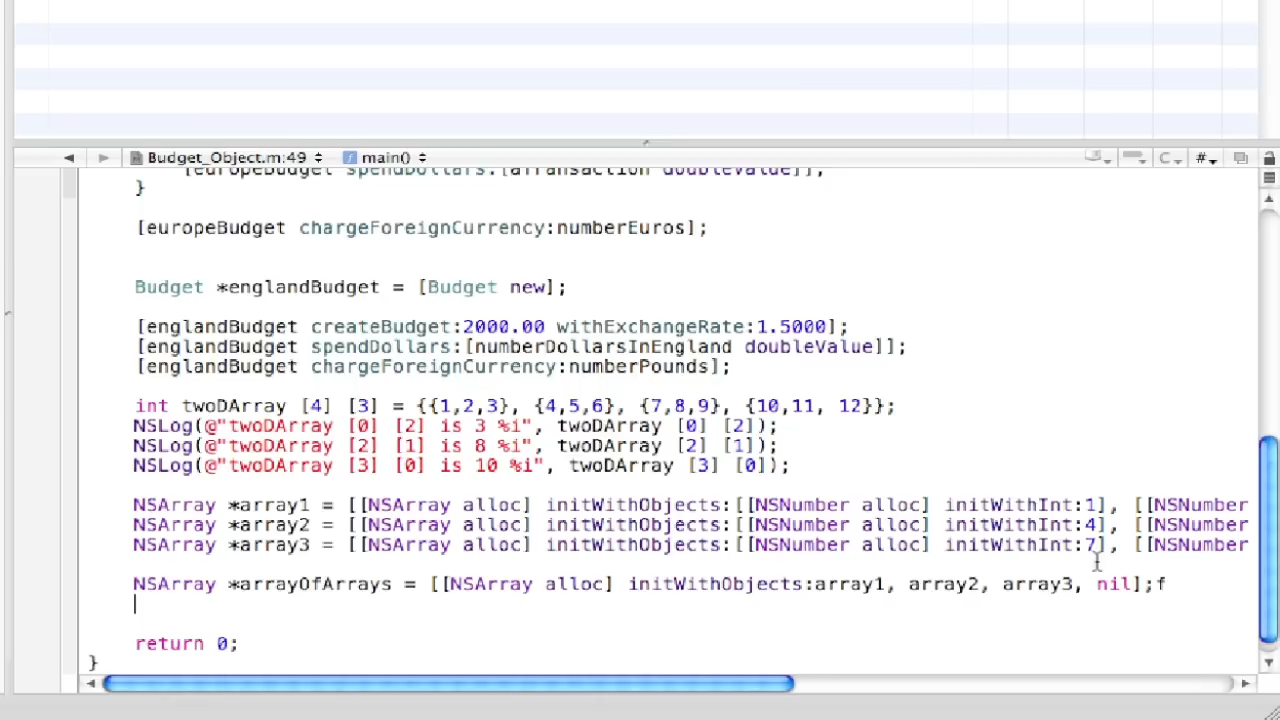 Budget_Object.m:49 main() C #
[europeBudget spendDollars:[aTransaction doubleValue]];
}
[europeBudget chargeForeignCurrency:numberEuros];
Budget *englandBudget = [Budget new];
[englandBudget createBudget:2000.00 withExchangeRate:1.5000];
[englandBudget spendDollars:[numberDollarsInEngland doubleValue]];
[englandBudget chargeForeignCurrency:numberPounds];
int twoDArray [4] [3] = {{1,2,3}, {4,5,6}, {7,8,9}, {10,11, 12}};
NSLog(@"twoDArray [0] [2] is 3 %i", twoDArray [0] [2]);
NSLog(@"twoDArray [2] [1] is 8 %i", twoDArray [2] [1]);
NSLog(@"twoDArray [3] [0] is 10 %i", twoDArray [3] [0]);
NSArray *array1 = [[NSArray alloc] initWithObjects:[[NSNumber alloc] initWithInt:1], [[NSNumber
NSArray *array2 = [[NSArray alloc] initWithObjects:[[NSNumber alloc] initWithInt:4], [[NSNumber
NSArray *array3 = [[NSArray alloc] initWithObjects:[[NSNumber alloc] initWithInt:7], [[NSNumber
NSArray *arrayOfArrays = [[NSArray alloc] initWithObjects:array1, array2, array3, nil];f
return 0;
}